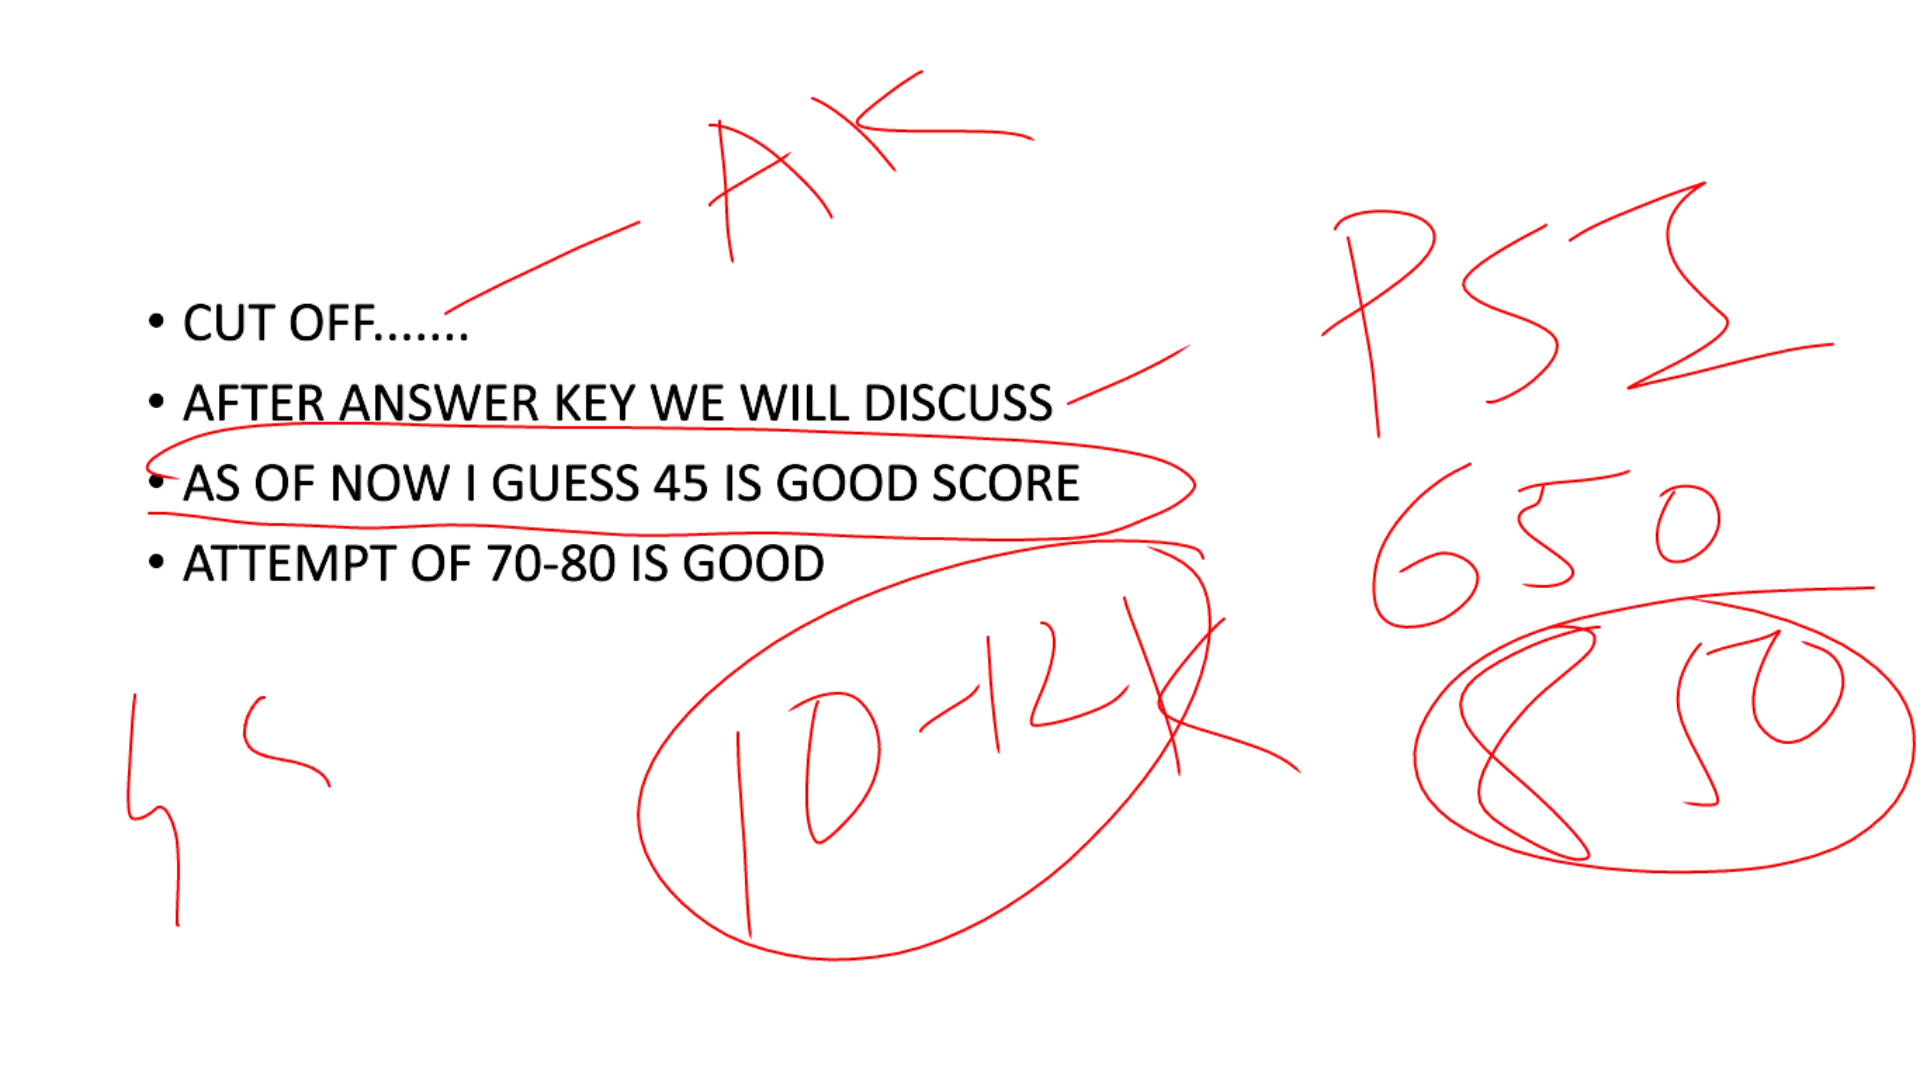 AK
PSI
• CUT OFF.......
• AFTER ANSWER KEY WE WILL DISCUSS
• AS OF NOW I GUESS 45 IS GOOD SCORE
• ATTEMPT OF 70-80 IS GOOD
650
850
10-12K